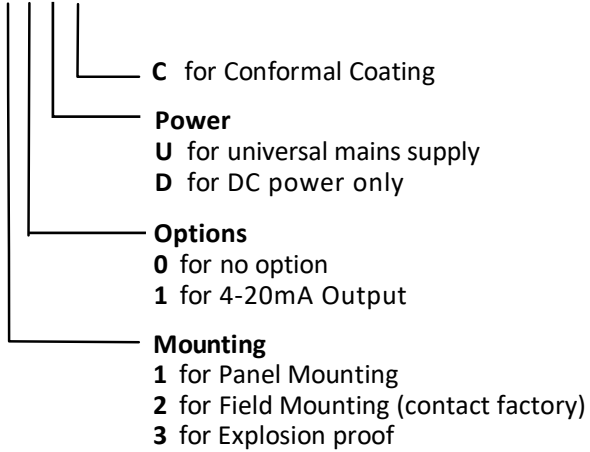 C for Conformal Coating
Power
U for universal mains supply
D for DC power only
Options
0 for no option
1 for 4-20mA Output
Mounting
1 for Panel Mounting
2 for Field Mounting (contact factory)
3 for Explosion proof